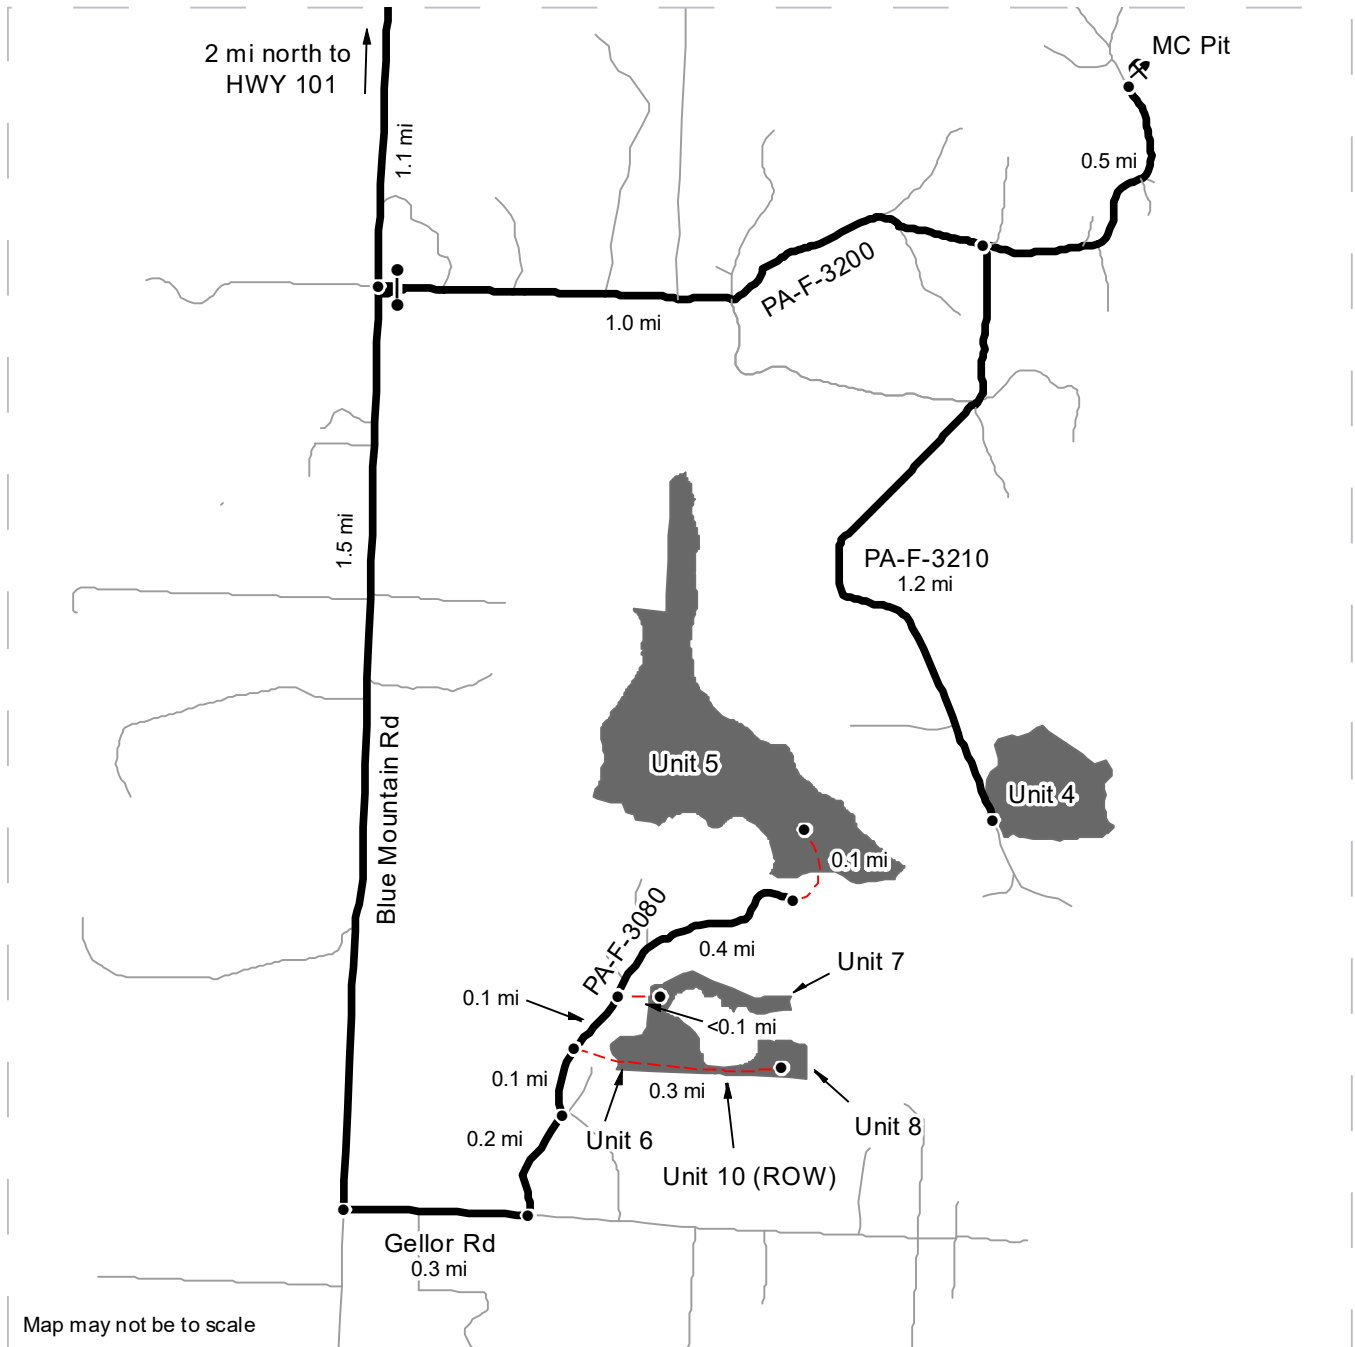 2 mi north to
HWY 101
MC Pit
1.1 mi
0.5 mi
PA-F-3200
1.0 mi
1.5 mi
PA-F-3210
1.2 mi
Blue Mountain Rd
Unit 5
Unit 4
0.1 mi
PA-F-3080
0.4 mi
Unit 7
0.1 mi
<0.1 mi
0.1 mi
0.3 mi
0.2 mi
Unit 6
Unit 8
Unit 10 (ROW)
Gellor Rd
0.3 mi
Map may not be to scale